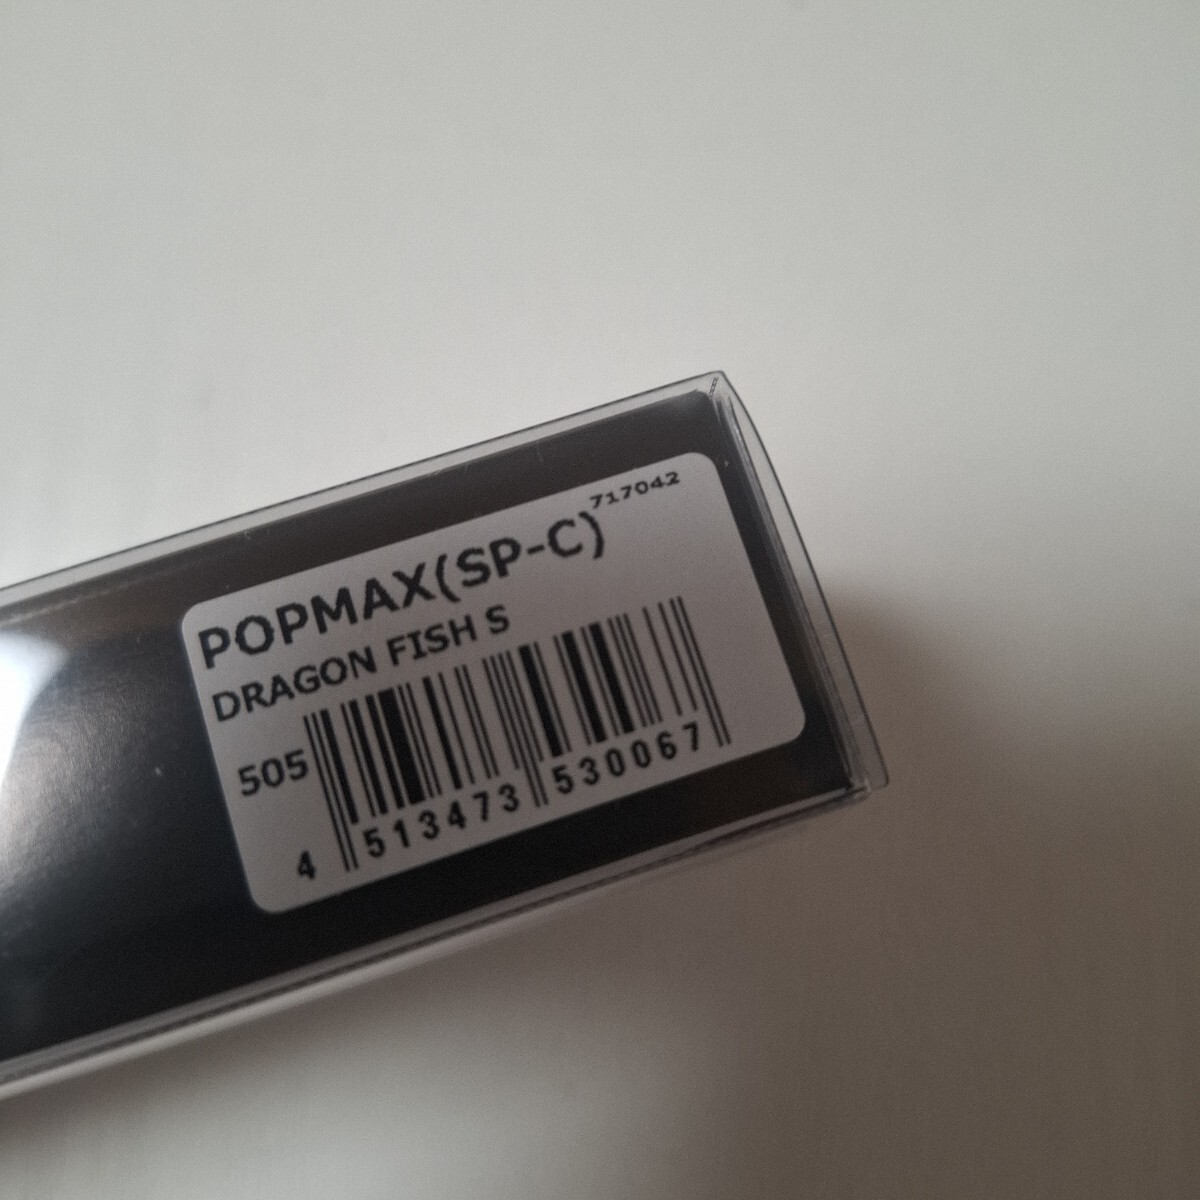 717042
POPMAX(SP-C)
DRAGON FISH S
505
4 513473 530067